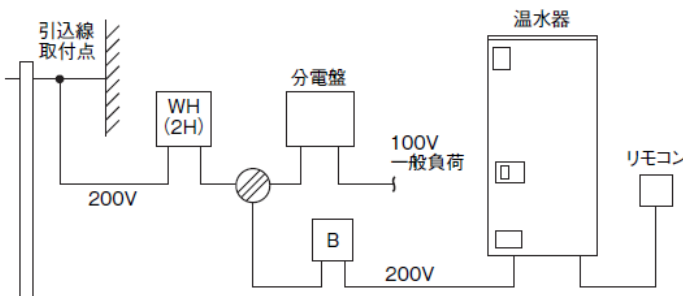 引込線
取付点
WH
(2H)
200V
分電盤
100V
一般負荷
B
200V
温水器
リモコン